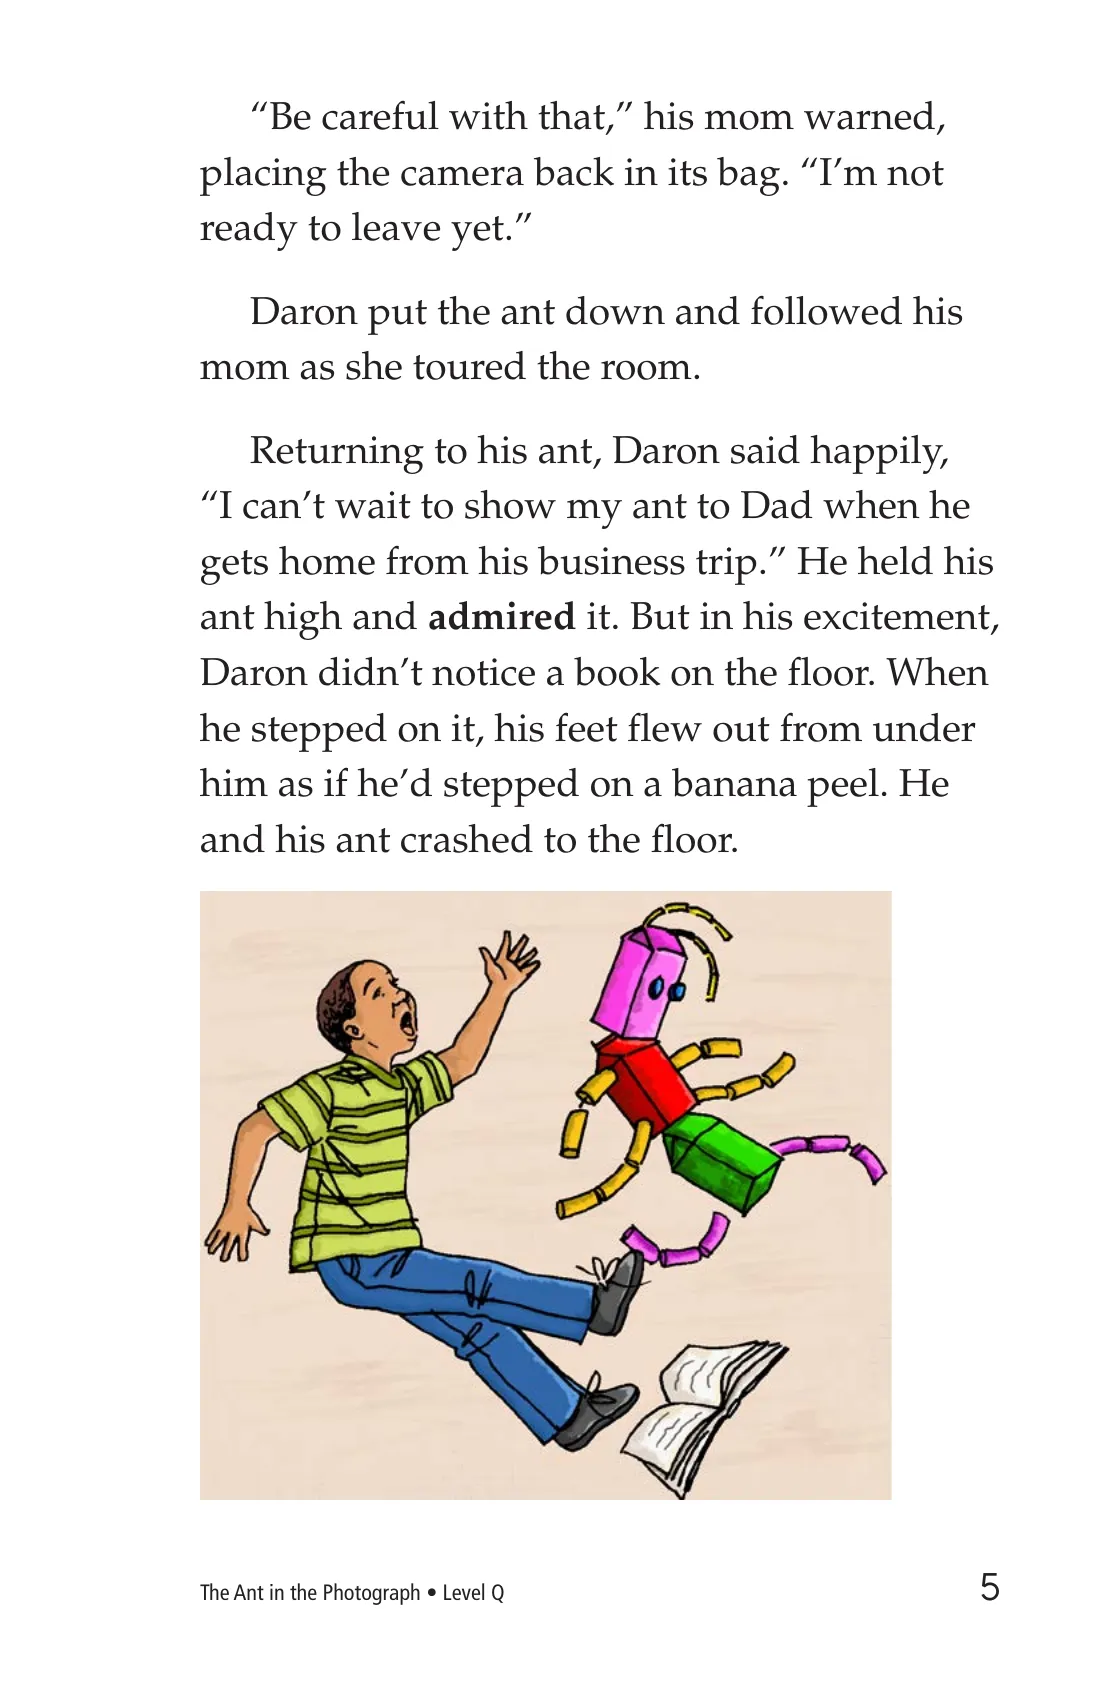 “Be careful with that,” his mom warned,
placing the camera back in its bag. “I’m not
ready to leave yet.”
Daron put the ant down and followed his
mom as she toured the room.
Returning to his ant, Daron said happily,
“I can’t wait to show my ant to Dad when he
gets home from his business trip.” He held his
ant high and admired it. But in his excitement,
Daron didn’t notice a book on the floor. When
he stepped on it, his feet flew out from under
him as if he’d stepped on a banana peel. He
and his ant crashed to the floor.
The Ant in the Photograph • Level Q
5